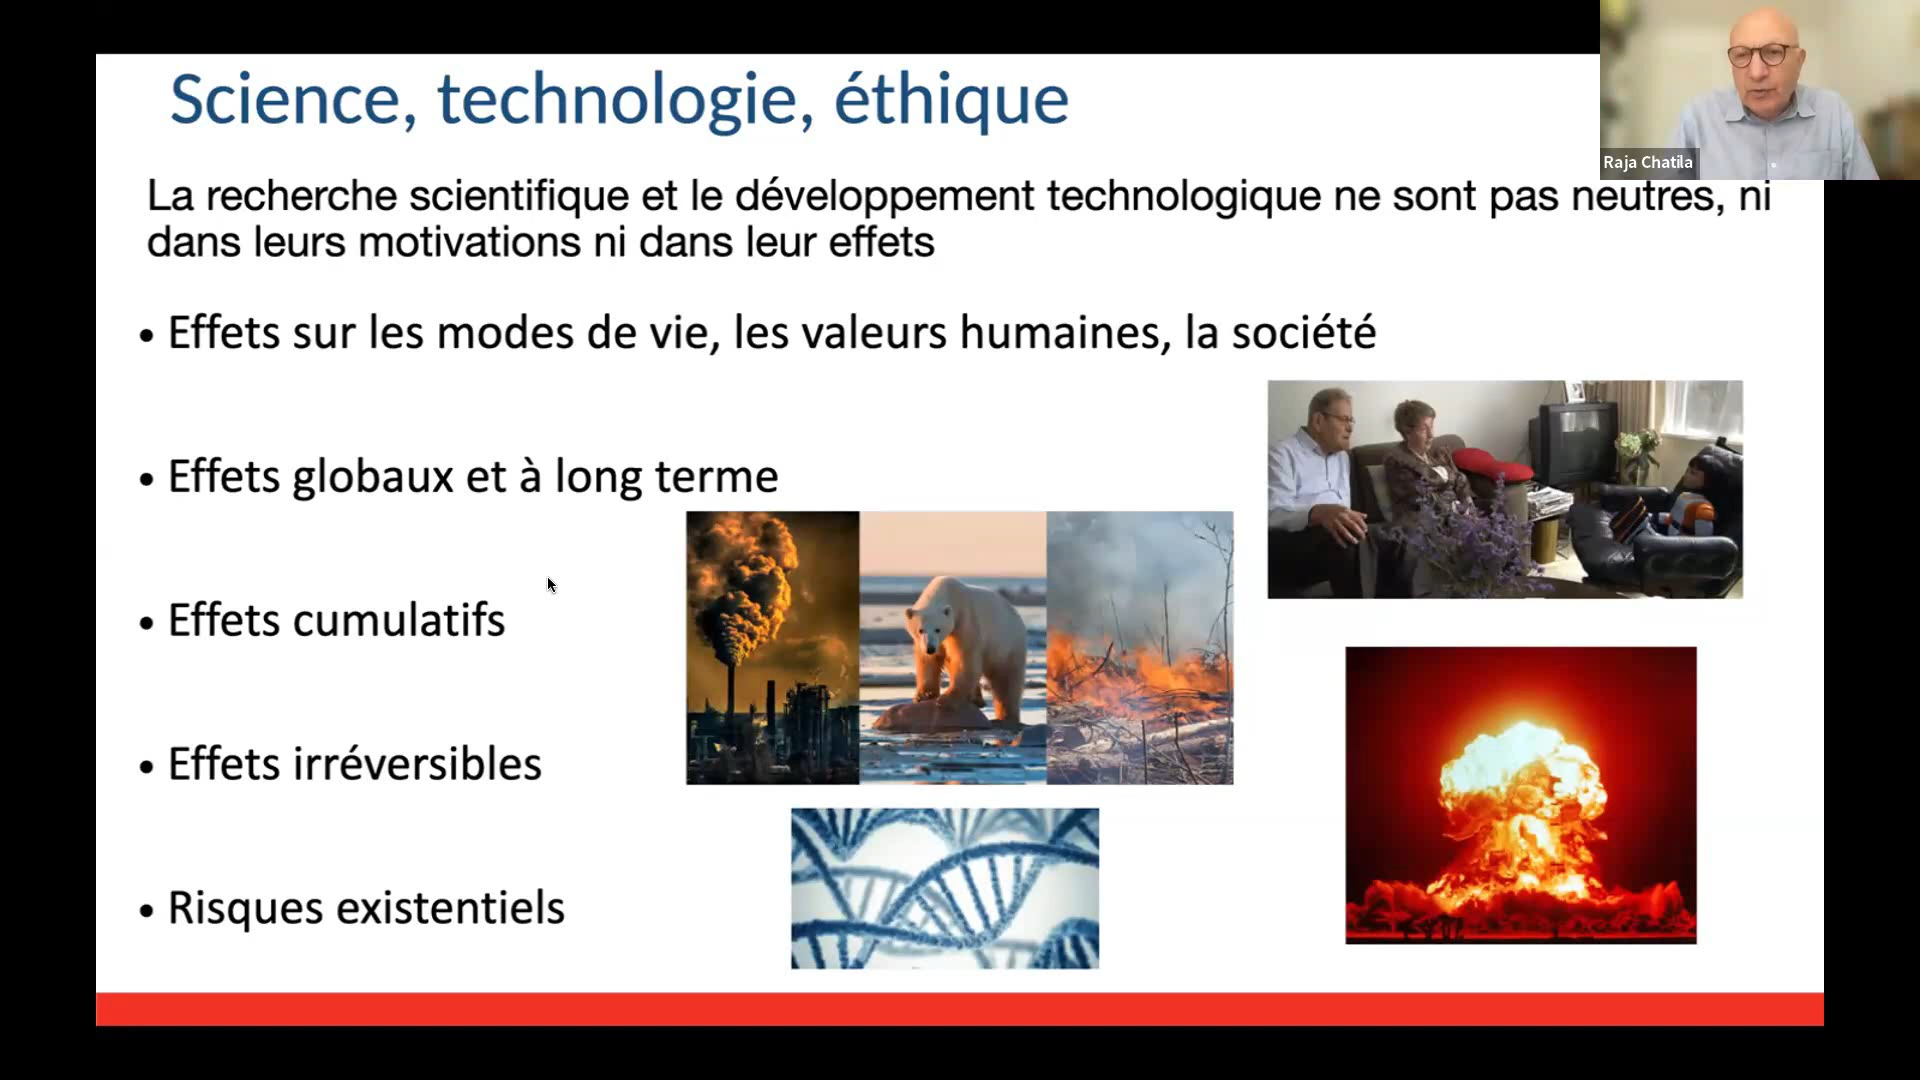 Science, technologie, éthique
Raja Chatila
La recherche scientifique et le développement technologique ne sont pas neutres, ni
dans leurs motivations ni dans leur effets
• Effets sur les modes de vie, les valeurs humaines, la société
• Effets globaux et à long terme
• Effets cumulatifs
• Effets irréversibles
• Risques existentiels